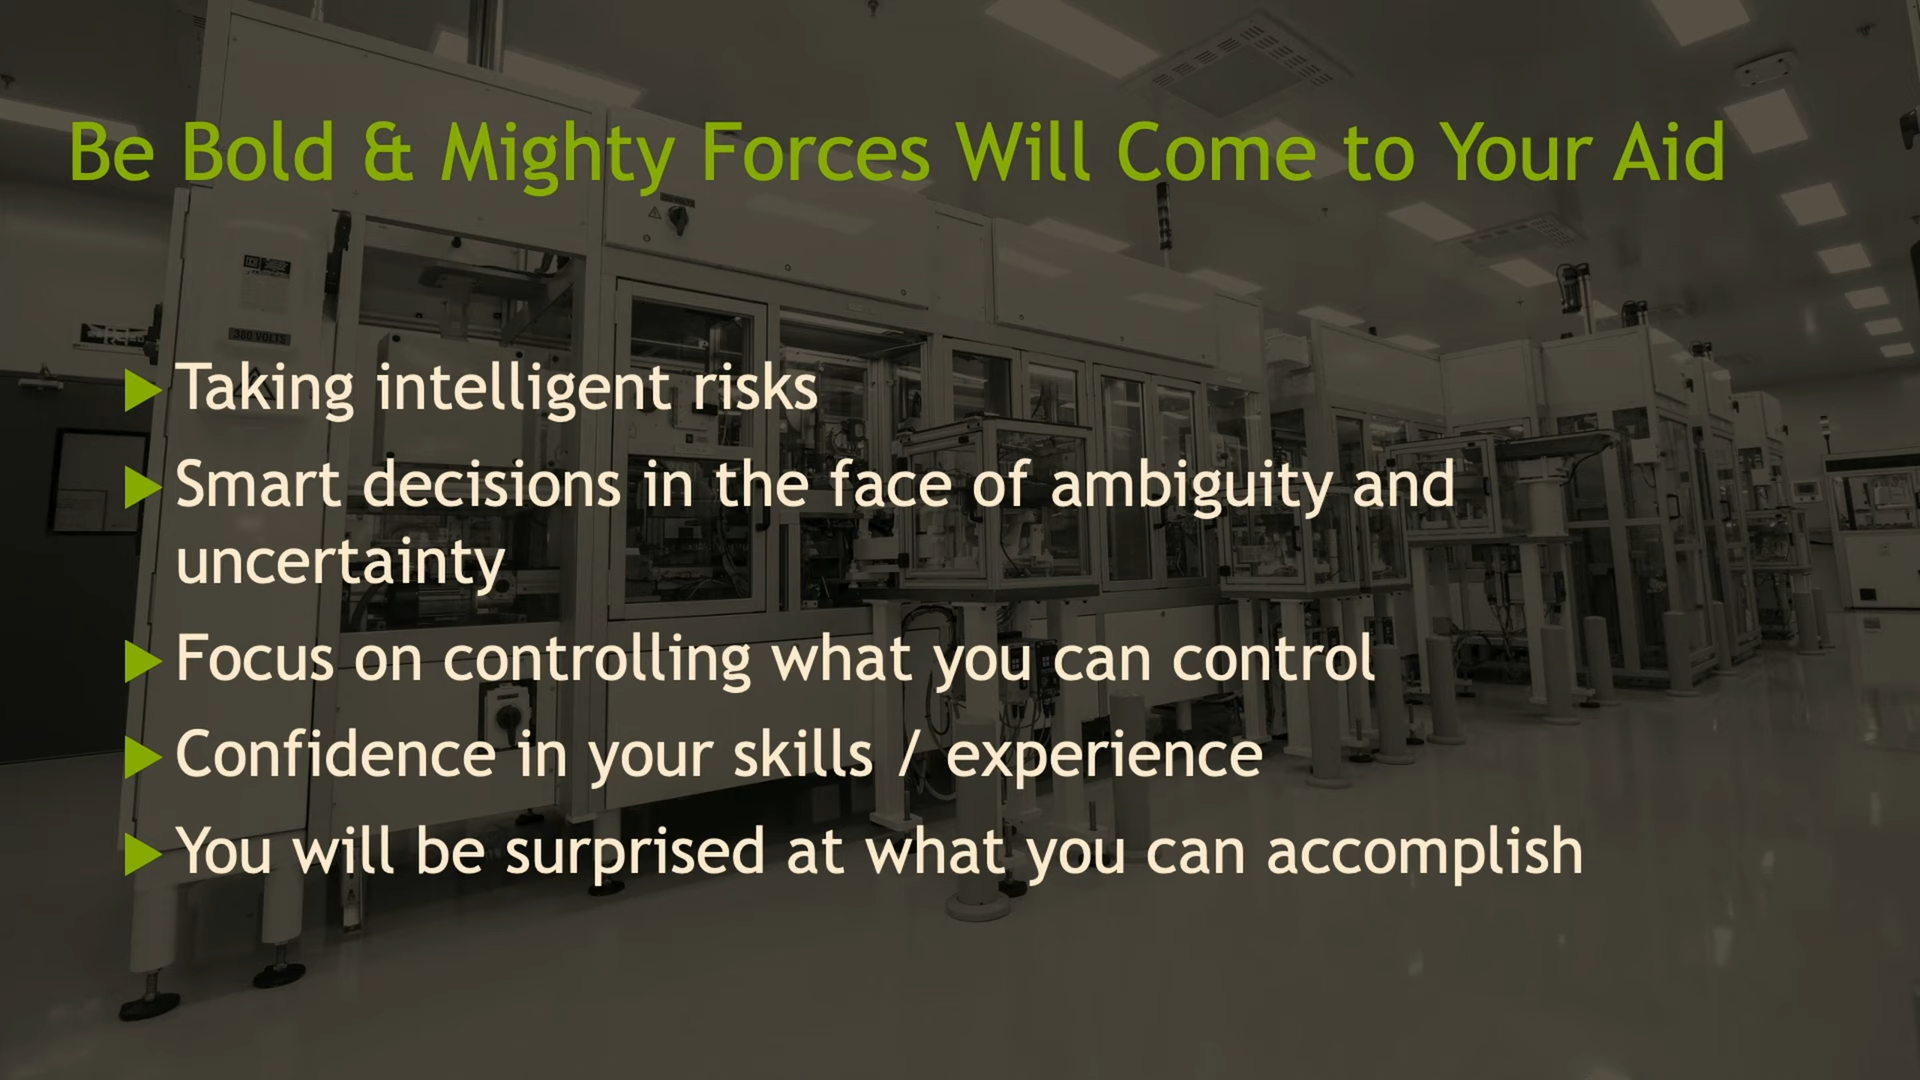 Be Bold & Mighty Forces Will Come to Your Aid
380 VOLTS
Taking intelligent risks
Smart decisions in the face of ambiguity and
uncertainty
Focus on controlling what you can control
Confidence in your skills / experience
You will be surprised at what you can accomplish